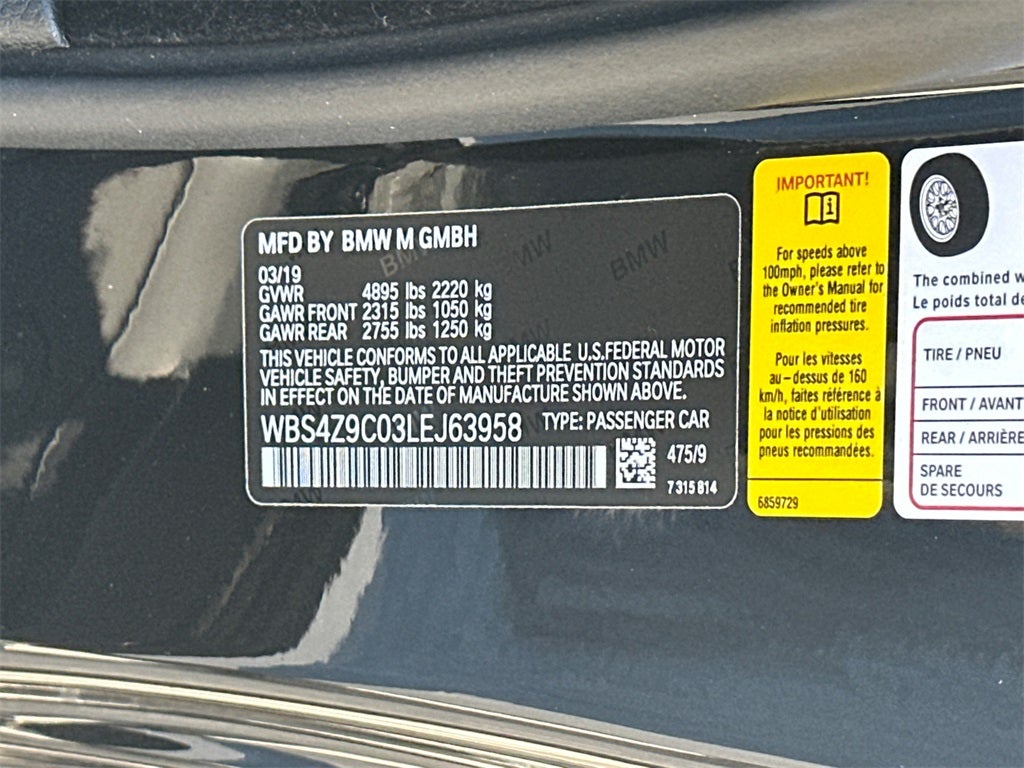 MFD BY BMW M GMBH
03/19
GVWR 4895 lbs 2220 kg
GAWR FRONT 2315 lbs 1050 kg
GAWR REAR 2755 lbs 1250 kg
THIS VEHICLE CONFORMS TO ALL APPLICABLE U.S.FEDERAL MOTOR
VEHICLE SAFETY, BUMPER AND THEFT PREVENTION STANDARDS
IN EFFECT ON THE DATE OF MANUFACTURE SHOWN ABOVE.
WBS4Z9C03LEJ63958 TYPE: PASSENGER CAR
475/9
7 315 814
BMW
BMW
IMPORTANT!
For speeds above
100mph, please refer to
the Owner's Manual for
recommended tire
inflation pressures.
Pour les vitesses
au-dessus de 160
km/h, faites référence à
la notice d'utilisation
pour les pressions des
pneus recommandées.
6859729
The combined w
Le poids total de
TIRE / PNEU
FRONT / AVANT
REAR / ARRIÈRE
SPARE
DE SECOURS